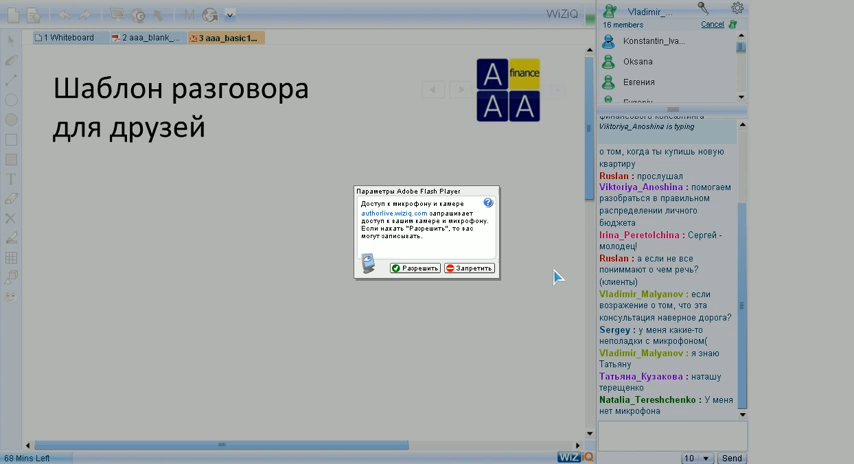 WiZiQ
Vladimir_...
16 members
Cancel
1 Whiteboard
2 aaa_blank_...
3 aaa_basic1...
Konstantin_Iva...
Oksana
Евгения
Шаблон разговора
для друзей
A finance
A A
финансового консалтинга
Viktoriya_Anoshina is typing
о том, когда ты купишь новую
квартиру
Ruslan : прослушал
Viktoriya_Anoshina : помогаем
разобраться в правильном
распределении личного
бюджета
Irina_Peretolchina : Сергей -
молодец!
Ruslan : а если не все
пониммают о чем речь?
(клиенты)
Vladimir_Malyanov : если
возражение о том, что эта
консультация наверное дорага?
Sergey : у меня какие-то
неполадки с микрофоном(
Vladimir_Malyanov : я знаю
Татьяну
Татьяна_Кузакова : наташу
терещенко
Natalia_Tereshchenko : У меня
нет микрофона
Параметры Adobe Flash Player
Доступ к микрофону и камере
authorlive.wiziq.com запрашивает
доступ к вашим камере и микрофону.
Если нажать "Разрешить", то вас
могут записывать.
Разрешить
Запретить
68 Mins Left
WiZiQ
10
Send